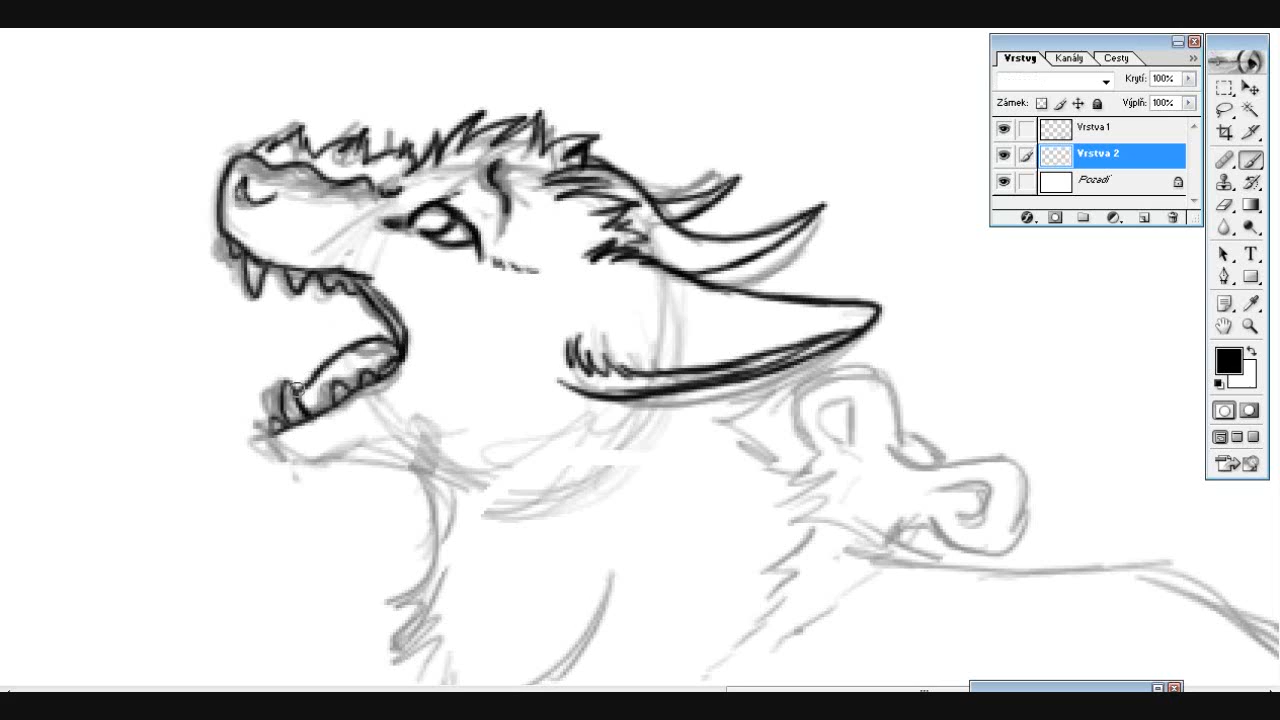 Vrstvy Kanály Cesty
Krytí: 100%
Zámek: Výplň: 100%
Vrstva 1
Vrstva 2
Pozadí